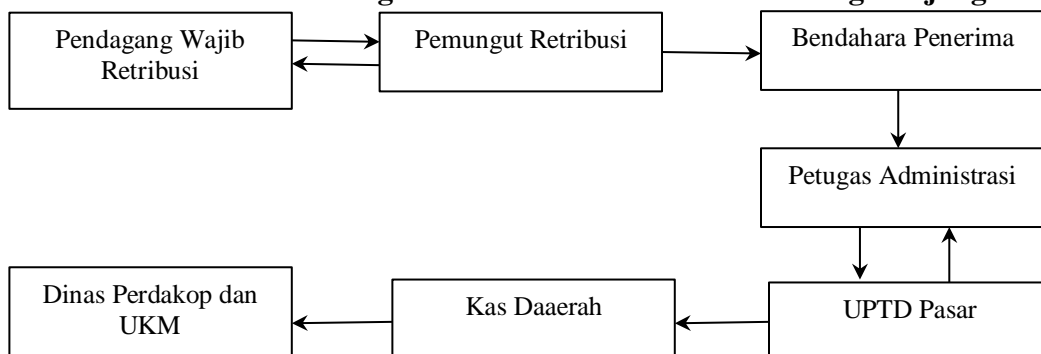 Pendagang Wajib
Retribusi
Pemungut Retribusi
Bendahara Penerima
Petugas Administrasi
Dinas Perdakop dan
UKM
Kas Daaerah
UPTD Pasar